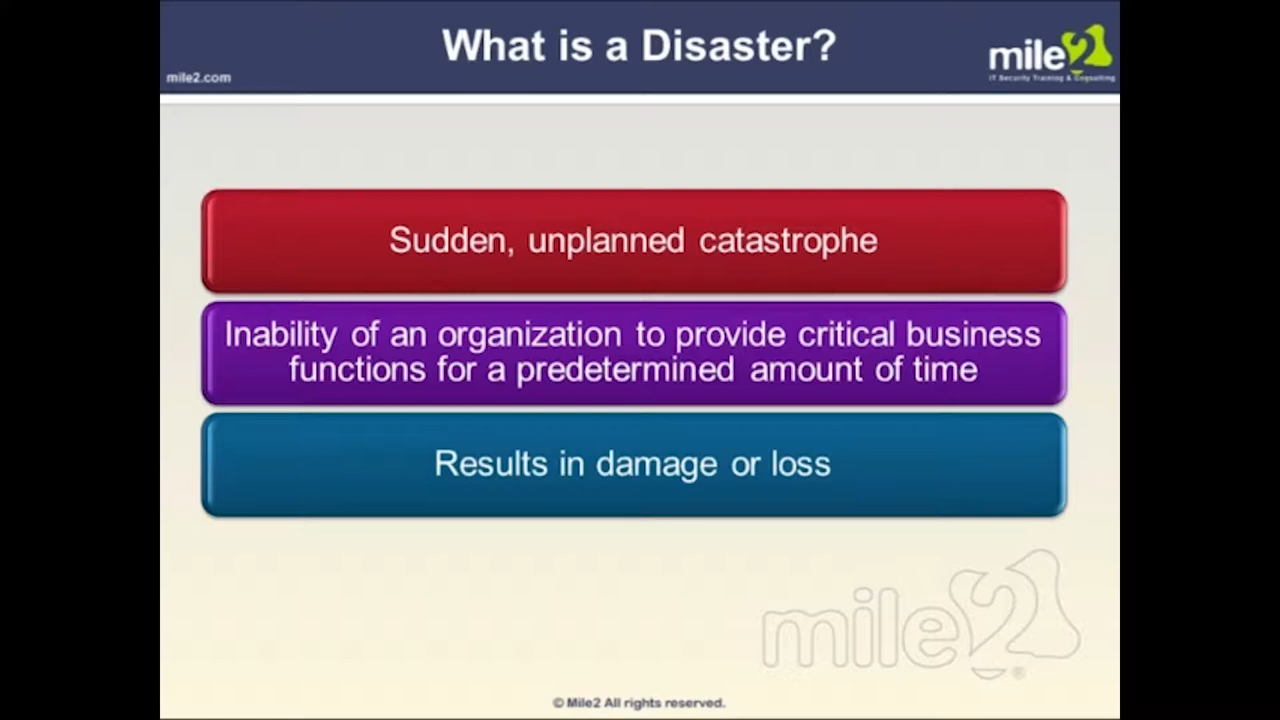 What is a Disaster?
mile2
IT Security Training & Consulting
mile2.com
Sudden, unplanned catastrophe
Inability of an organization to provide critical business
functions for a predetermined amount of time
Results in damage or loss
mile2®
© Mile2 All rights reserved.